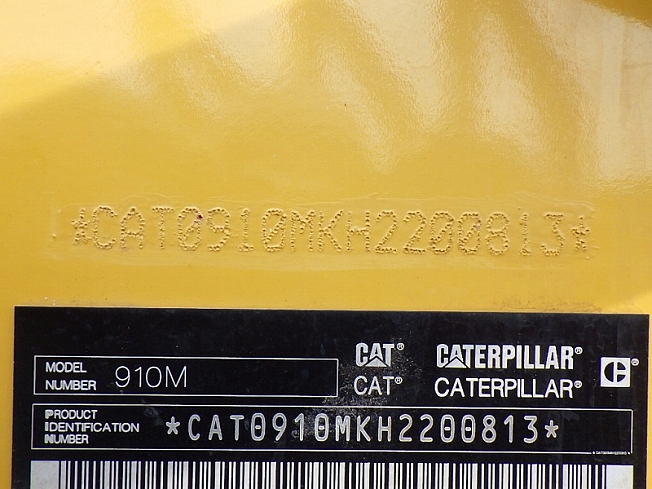 *CAT0910MKH2200813*
CAT® CATERPILLAR®
MODEL NUMBER 910M
CAT® CATERPILLAR®
PRODUCT IDENTIFICATION NUMBER *CAT0910MKH2200813*